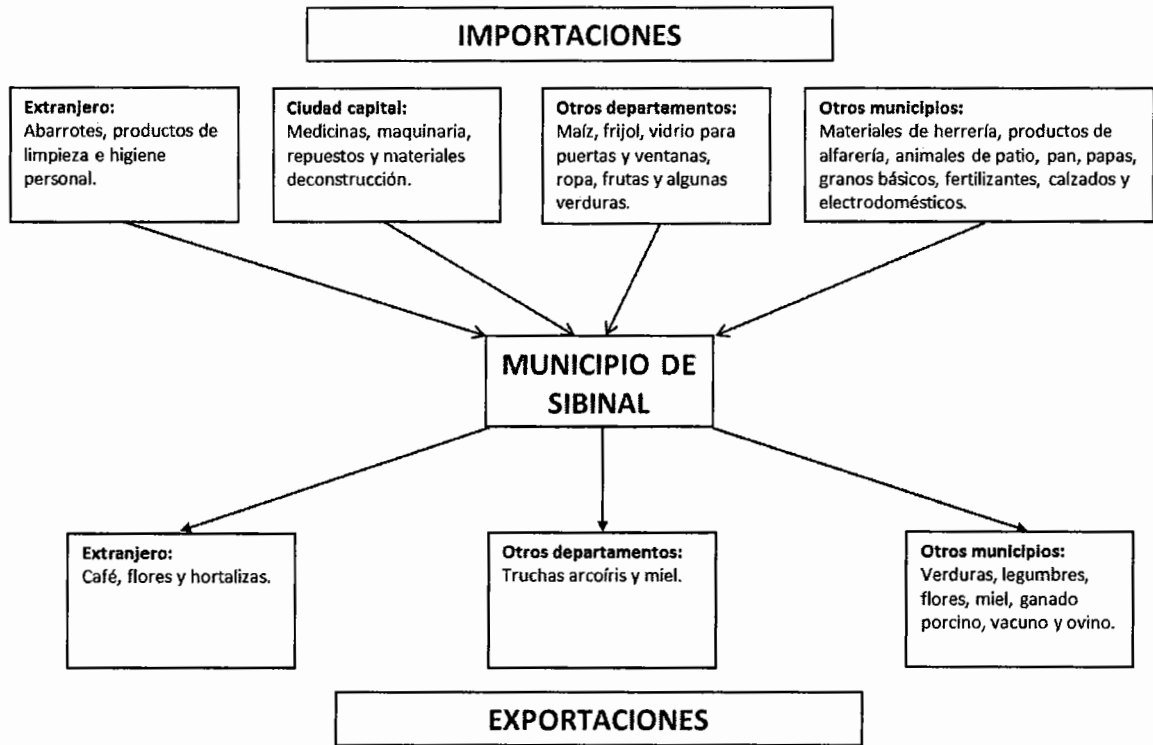 IMPORTACIONES
Extranjero:
Abarrotes, productos de
limpieza e higiene
personal.
Ciudad capital:
Medicinas, maquinaria,
repuestos y materiales
deconstrucción.
Otros departamentos:
Maíz, frijol, vidrio para
puertas y ventanas,
ropa, frutas y algunas
verduras.
Otros municipios:
Materiales de herrería, productos de
alfarería, animales de patio, pan, papas,
granos básicos, fertilizantes, calzados y
electrodomésticos.
MUNICIPIO DE
SIBINAL
Extranjero:
Café, flores y hortalizas.
Otros departamentos:
Truchas arcoíris y miel.
Otros municipios:
Verduras, legumbres,
flores, miel, ganado
porcino, vacuno y ovino.
EXPORTACIONES